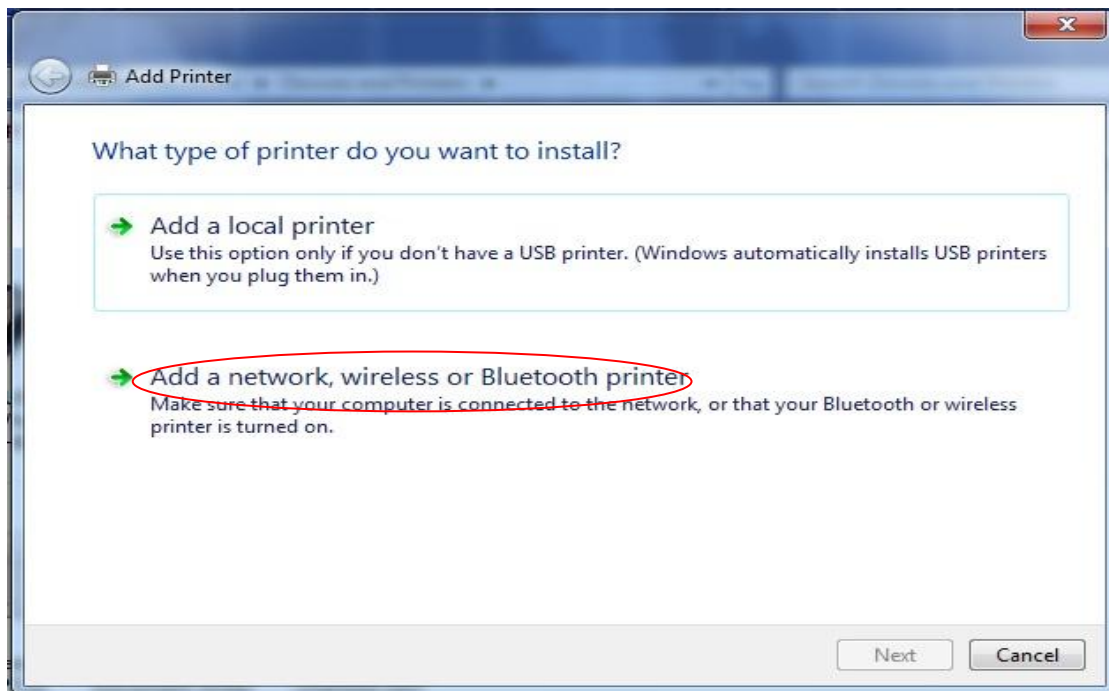 Add Printer
What type of printer do you want to install?
Add a local printer
Use this option only if you don't have a USB printer. (Windows automatically installs USB printers
when you plug them in.)
Add a network, wireless or Bluetooth printer
Make sure that your computer is connected to the network, or that your Bluetooth or wireless
printer is turned on.
Next
Cancel